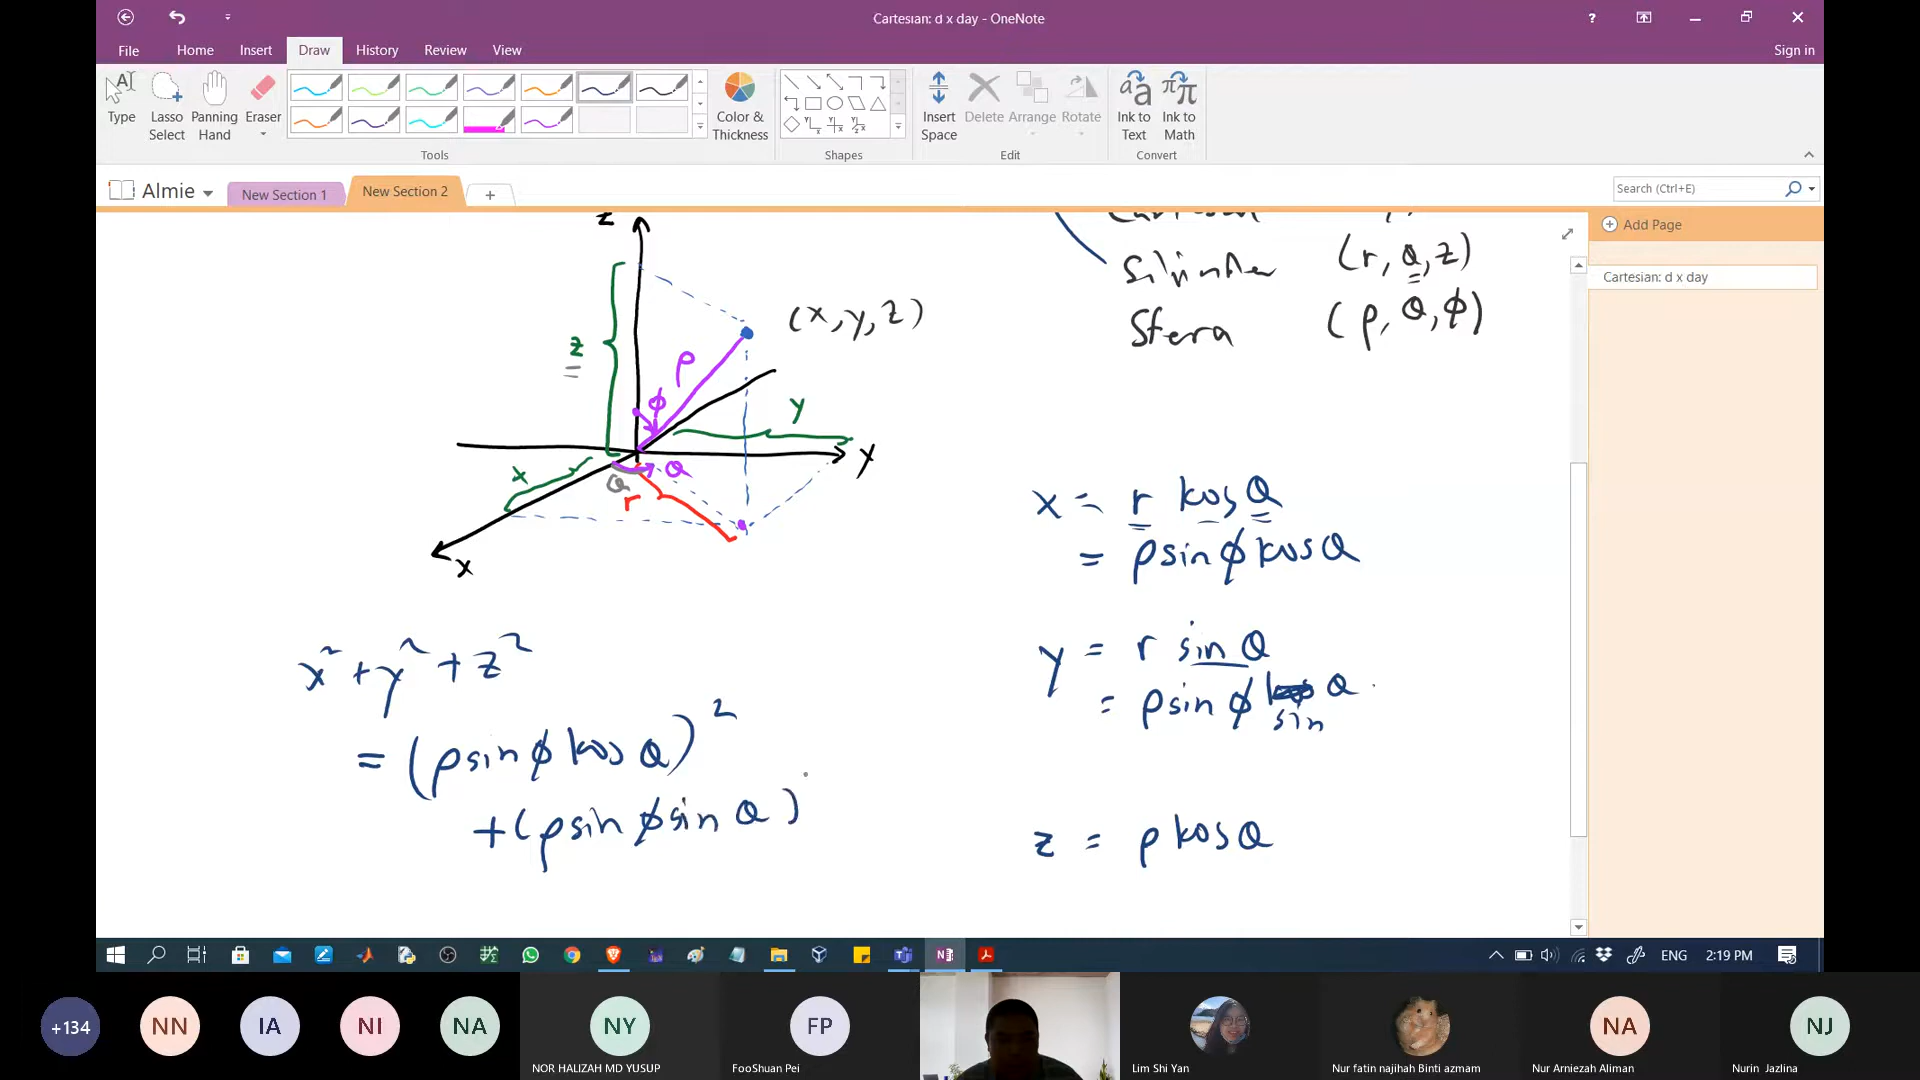 Cartesian: d x day - OneNote
?
File Home Insert Draw History Review View Sign in
Type Lasso Select Panning Hand Eraser
Color & Thickness
Insert Space Delete Arrange Rotate
Ink to Text Ink to Math
Tools Shapes Edit Convert
Almie New Section 1 New Section 2 +
Search (Ctrl+E)
Add Page
Cartesian: d x day
z
(r, θ, z)
Silinder
Sfera (ρ, θ, ϕ)
(x, y, z)
z
ρ
ϕ
y
y
x
θ
θ
r
x
x = r kos θ
= ρ sin ϕ kos θ
y = r sin θ
= ρ sin ϕ sin θ
z = ρ kos θ
x² + y² + z²
= (ρ sin ϕ kos θ)²
+ (ρ sin ϕ sin θ)
ENG 2:19 PM
+134 NN IA NI NA NY FP NA NJ
NOR HALIZAH MD YUSUP FooShuan Pei Lim Shi Yan Nur fatin najihah Binti azmam Nur Arniezah Aliman Nurin Jazlina